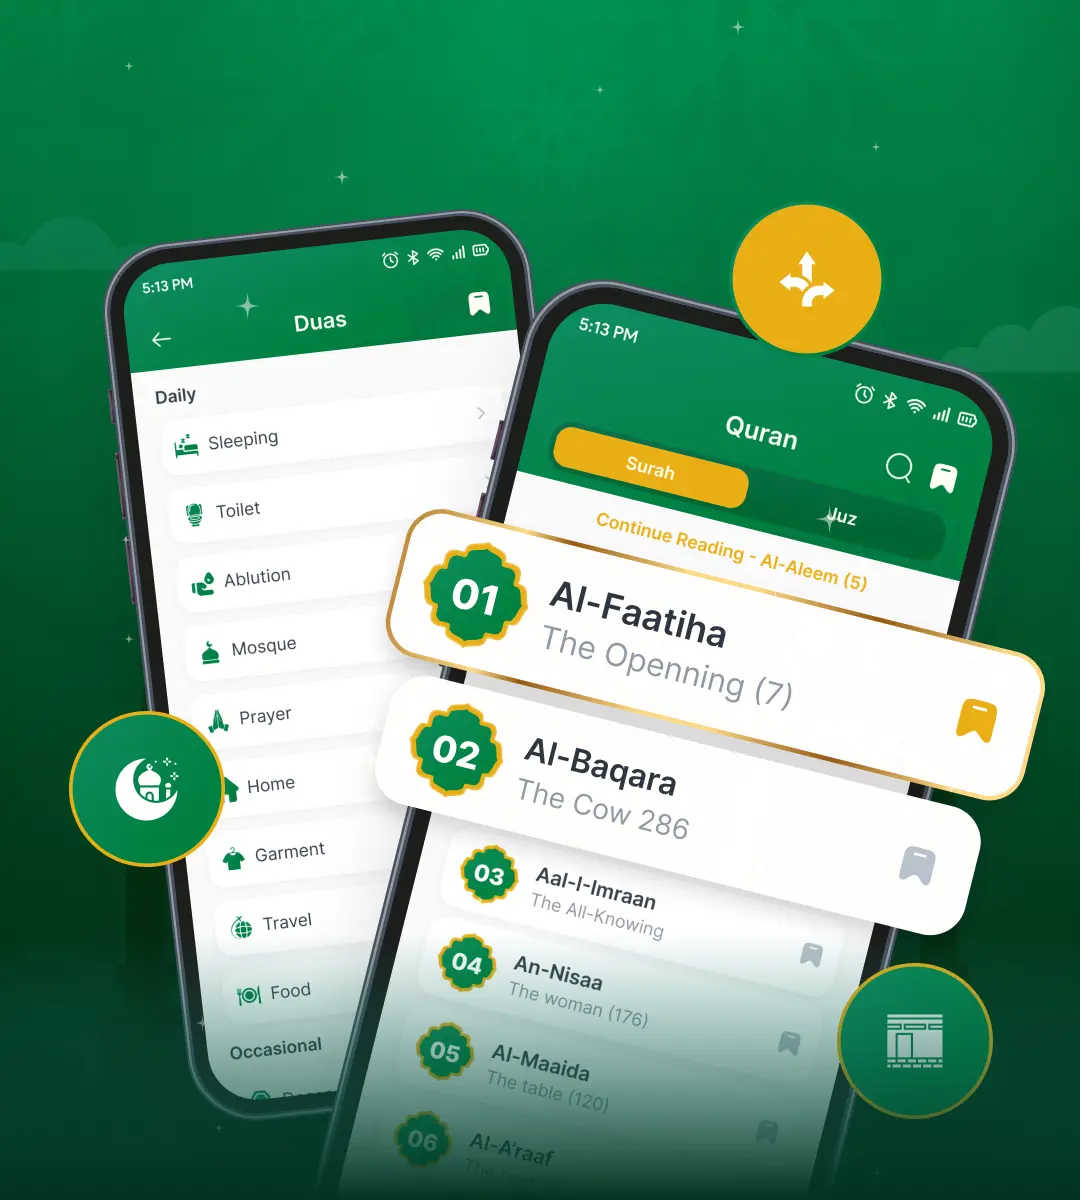 5:13 PM
Duas
Daily
Sleeping
Toilet
Ablution
Mosque
Prayer
Home
Garment
Travel
Food
Occasional
5:13 PM
Quran
Surah
Juz
Continue Reading - Al-Aleem (5)
01
Al-Faatiha
The Openning (7)
02
Al-Baqara
The Cow 286
03
Aal-I-Imraan
The All-Knowing
04
An-Nisaa
The woman (176)
05
Al-Maaida
The table (120)
06
Al-A'raaf
The